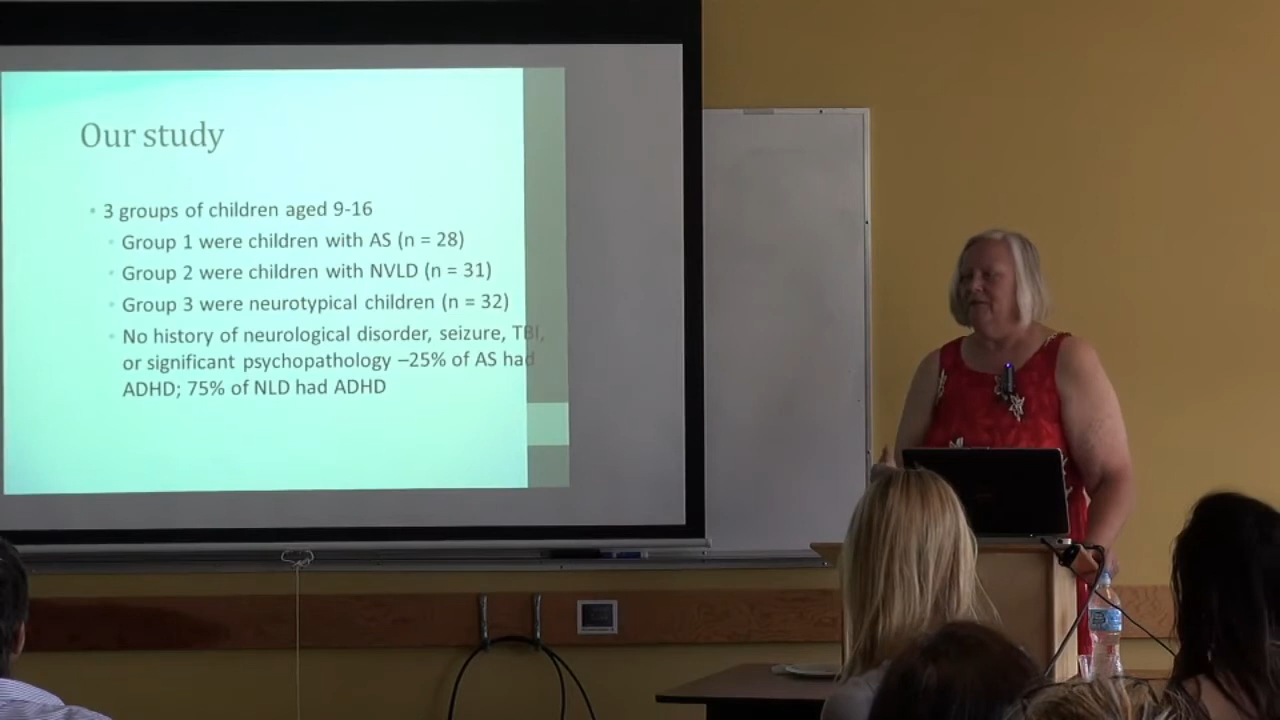 Our study
• 3 groups of children aged 9-16
• Group 1 were children with AS (n = 28)
• Group 2 were children with NVLD (n = 31)
• Group 3 were neurotypical children (n = 32)
• No history of neurological disorder, seizure, TBI,
or significant psychopathology –25% of AS had
ADHD; 75% of NLD had ADHD